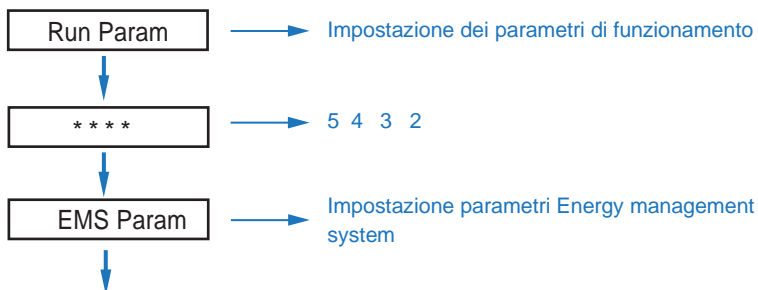 Run Param
Impostazione dei parametri di funzionamento
* * * *
5 4 3 2
EMS Param
Impostazione parametri Energy management
system